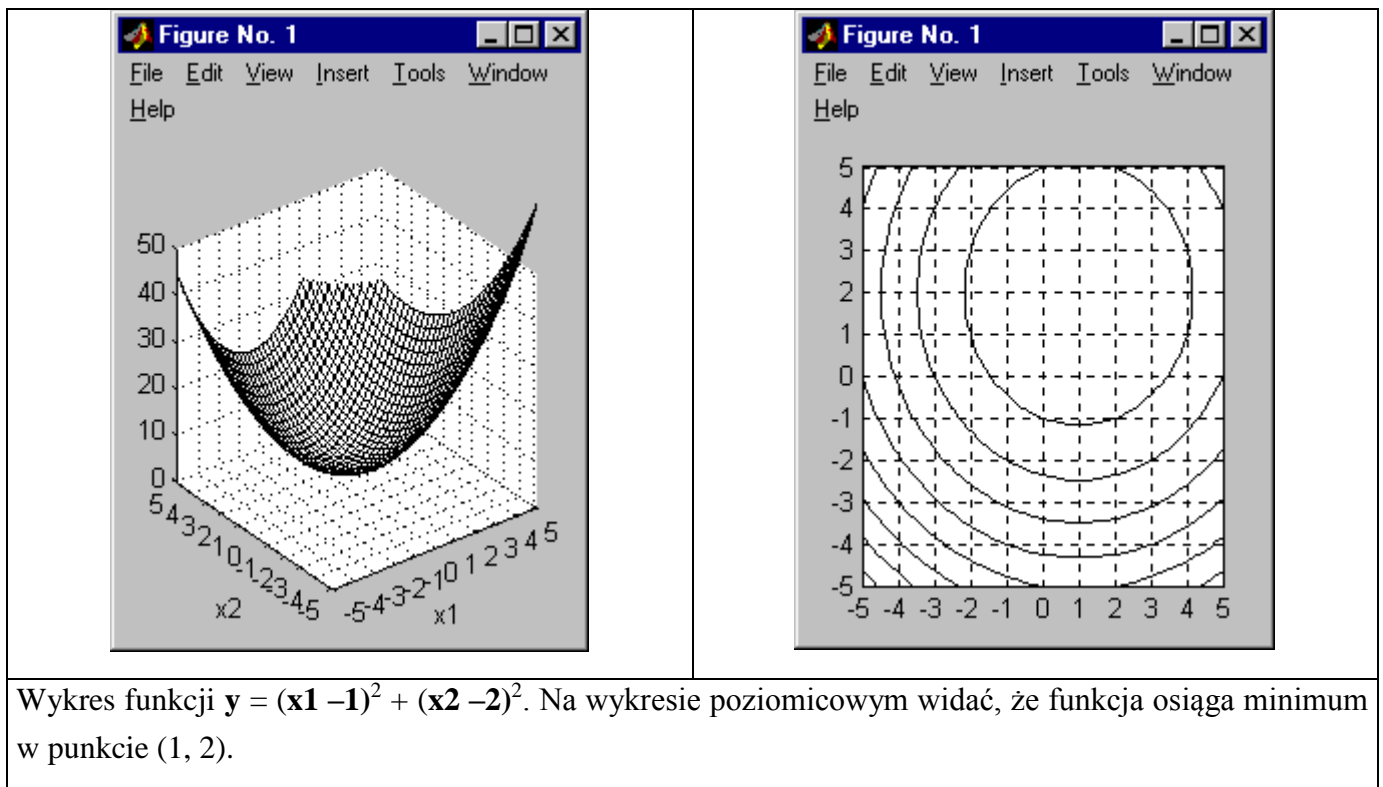 Figure No. 1
File Edit View Insert Tools Window
Help
50
40
30
20
10
0
5 4 3 2 1 0 -1 -2 -3 -4 -5
x2
-5 -4 -3 -2 -1 0 1 2 3 4 5
x1
Figure No. 1
File Edit View Insert Tools Window
Help
5
4
3
2
1
0
-1
-2
-3
-4
-5
-5 -4 -3 -2 -1 0 1 2 3 4 5
Wykres funkcji y = (x1 –1)² + (x2 –2)². Na wykresie poziomicowym widać, że funkcja osiąga minimum
w punkcie (1, 2).